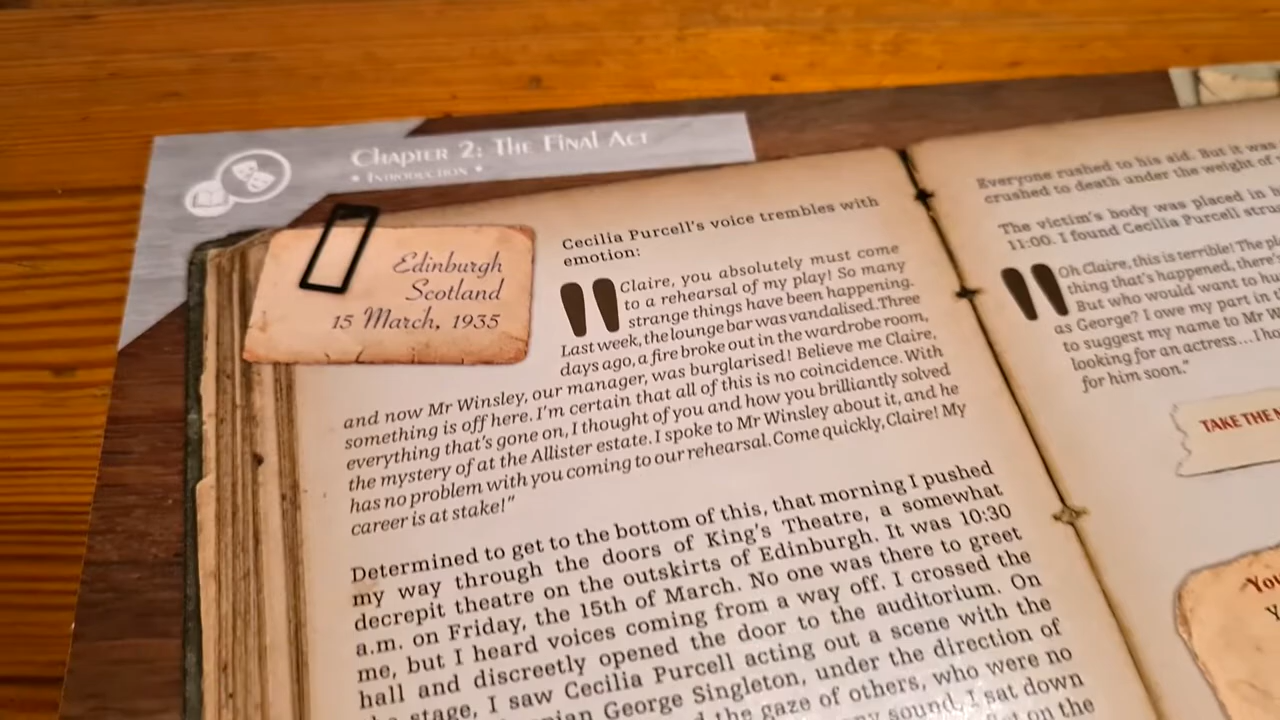 Chapter 2: The Final Act
• Introduction •
Edinburgh
Scotland
15 March, 1935
Cecilia Purcell's voice trembles with
emotion:
"Claire, you absolutely must come
to a rehearsal of my play! So many
strange things have been happening.
Last week, the lounge bar was vandalised. Three
days ago, a fire broke out in the wardrobe room,
and now Mr Winsley, our manager, was burglarised! Believe me Claire,
something is off here. I'm certain that all of this is no coincidence. With
everything that's gone on, I thought of you and how you brilliantly solved
the mystery of at the Allister estate. I spoke to Mr Winsley about it, and he
has no problem with you coming to our rehearsal. Come quickly, Claire! My
career is at stake!"
Determined to get to the bottom of this, that morning I pushed
my way through the doors of King's Theatre, a somewhat
decrepit theatre on the outskirts of Edinburgh. It was 10:30
a.m. on Friday, the 15th of March. No one was there to greet
me, but I heard voices coming from a way off. I crossed the
hall and discreetly opened the door to the auditorium. On
stage, I saw Cecilia Purcell acting out a scene with the
George Singleton, under the direction of
the gaze of others, who were no
sound, I sat down
on the
Everyone rushed to his aid. But it was
crushed to death under the weight of
The victim's body was placed in
11:00. I found Cecilia Purcell
"Oh Claire, this is terrible! The
thing that's happened, there's
But who would want to
as George? I owe my part in
to suggest my name to Mr
looking for an actress...I
for him soon."
TAKE THE